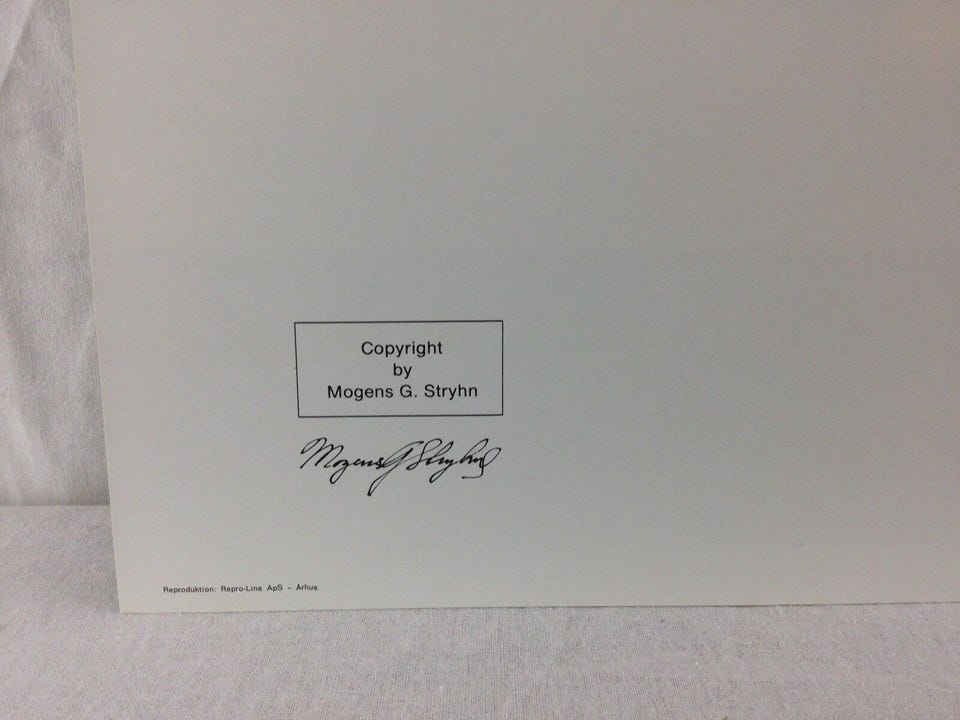 Copyright
by
Mogens G. Stryhn
Mogens G Stryhn
Reproduktion: Repro-Line ApS - Århus